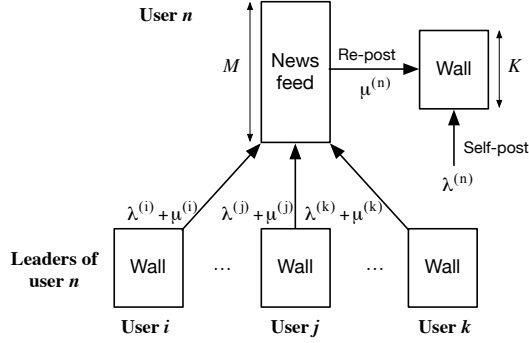 User n
M
News
feed
Re-post
μ(n)
Wall
K
Self-post
λ(n)
λ(i) + μ(i)
λ(j) + μ(j)
λ(k) + μ(k)
Leaders of
user n
Wall
...
Wall
...
Wall
User i
User j
User k